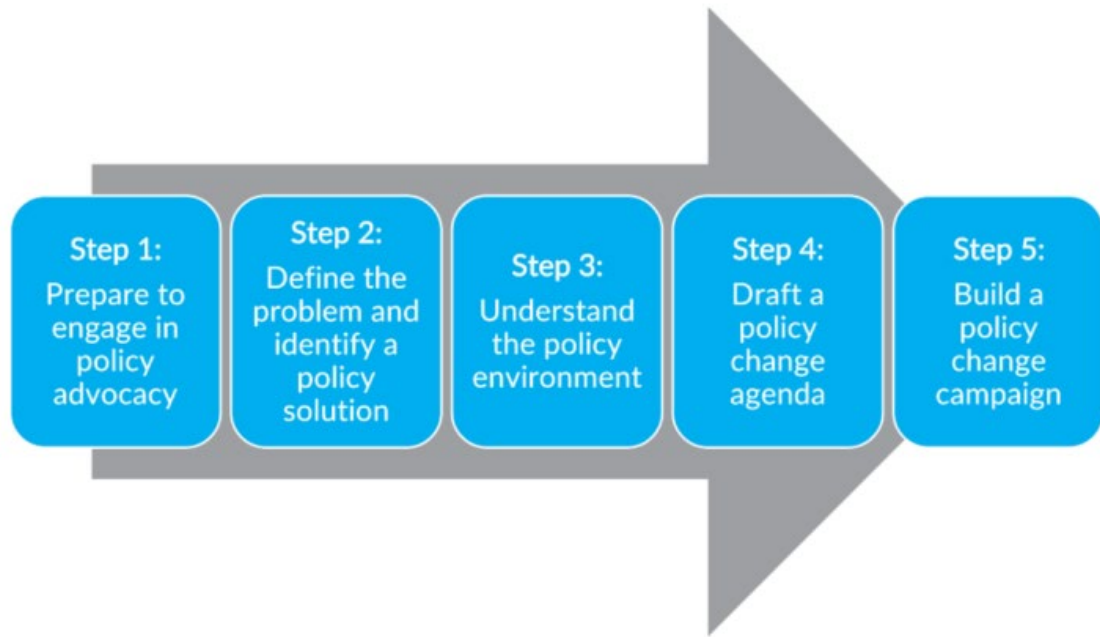 Step 1:
Prepare to
engage in
policy
advocacy
Step 2:
Define the
problem and
identify a
policy
solution
Step 3:
Understand
the policy
environment
Step 4:
Draft a
policy
change
agenda
Step 5:
Build a
policy
change
campaign